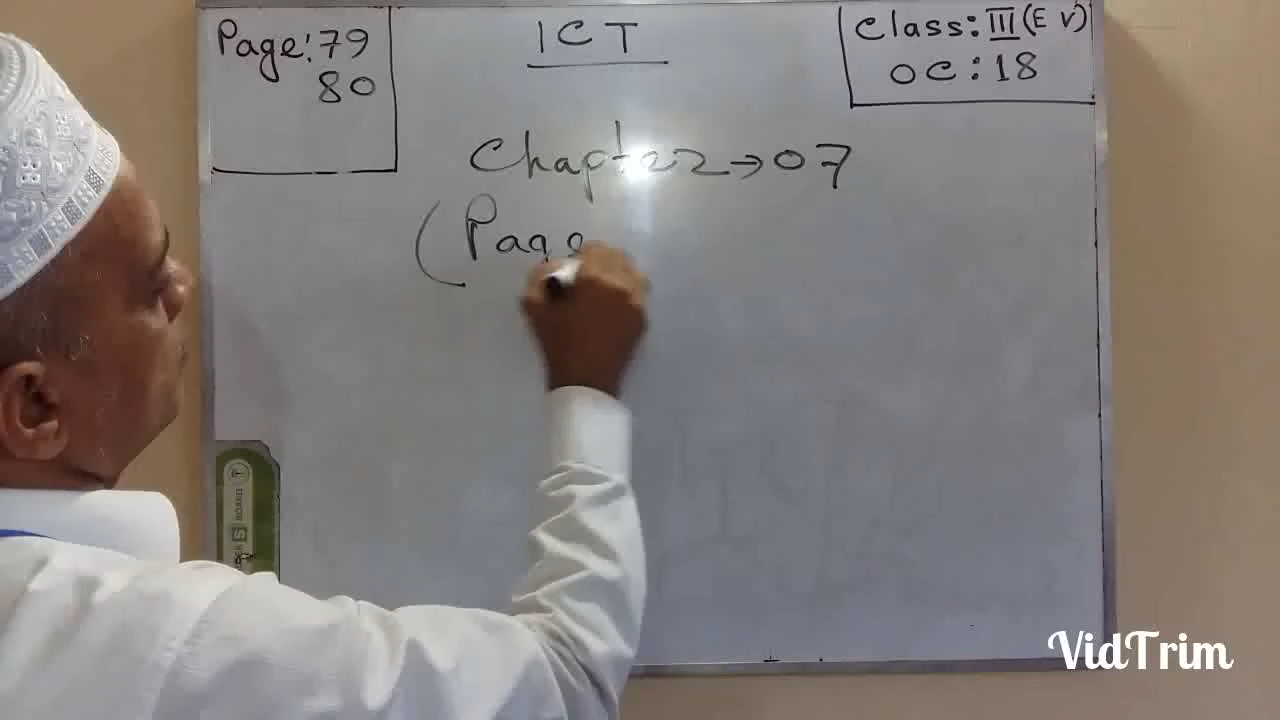 Page: 79
80
ICT
Class: III (E V)
OC: 18
Chapter → 07
(Page
VidTrim